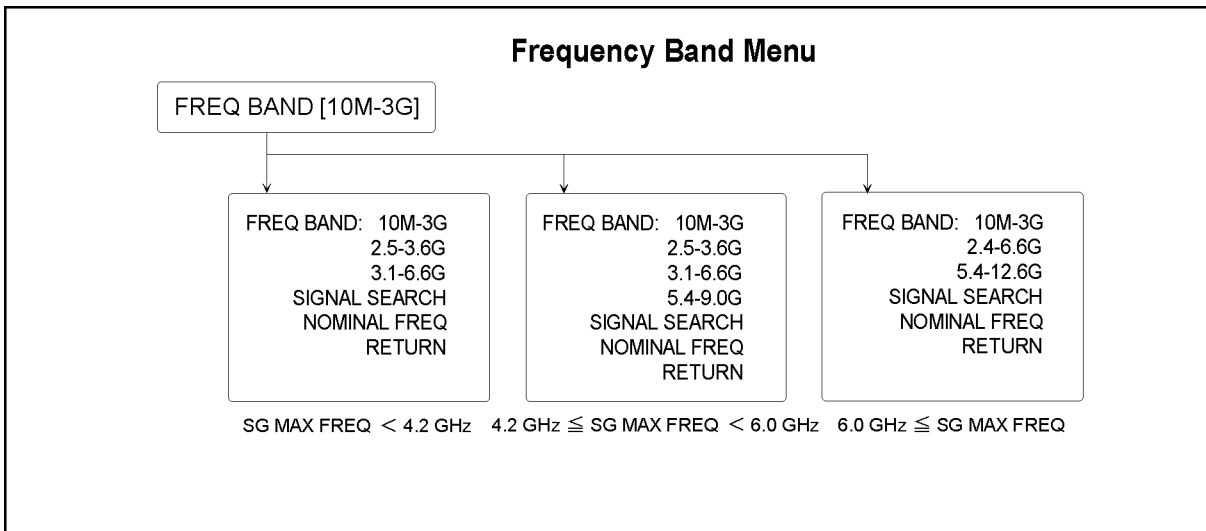 Frequency Band Menu
FREQ BAND [10M-3G]
FREQ BAND: 10M-3G
2.5-3.6G
3.1-6.6G
SIGNAL SEARCH
NOMINAL FREQ
RETURN
FREQ BAND: 10M-3G
2.5-3.6G
3.1-6.6G
5.4-9.0G
SIGNAL SEARCH
NOMINAL FREQ
RETURN
FREQ BAND: 10M-3G
2.4-6.6G
5.4-12.6G
SIGNAL SEARCH
NOMINAL FREQ
RETURN
SG MAX FREQ < 4.2 GHz
4.2 GHz ≦ SG MAX FREQ < 6.0 GHz
6.0 GHz ≦ SG MAX FREQ